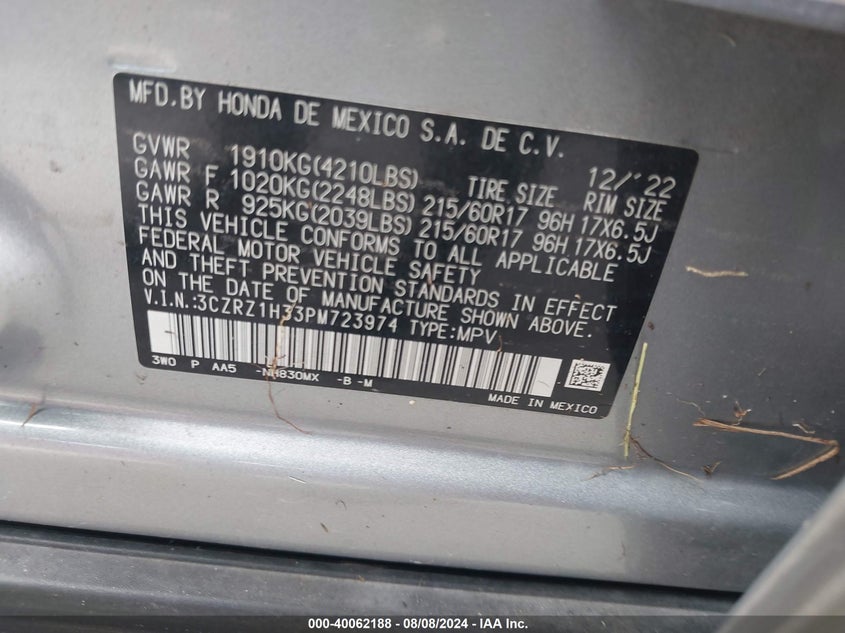 MFD.BY HONDA DE MEXICO S.A. DE C.V.
12/'22
GVWR 1910KG(4210LBS) TIRE SIZE RIM SIZE
GAWR F 1020KG(2248LBS) 215/60R17 96H 17X6.5J
GAWR R 925KG(2039LBS) 215/60R17 96H 17X6.5J
THIS VEHICLE CONFORMS TO ALL APPLICABLE
FEDERAL MOTOR VEHICLE SAFETY
AND THEFT PREVENTION STANDARDS IN EFFECT
ON THE DATE OF MANUFACTURE SHOWN ABOVE.
V.I.N.:3CZRZ1H33PM723974 TYPE:MPV
3W0 P AA5 -NH830MX -B -M
MADE IN MEXICO
000-40062188 - 08/08/2024 - IAA Inc.